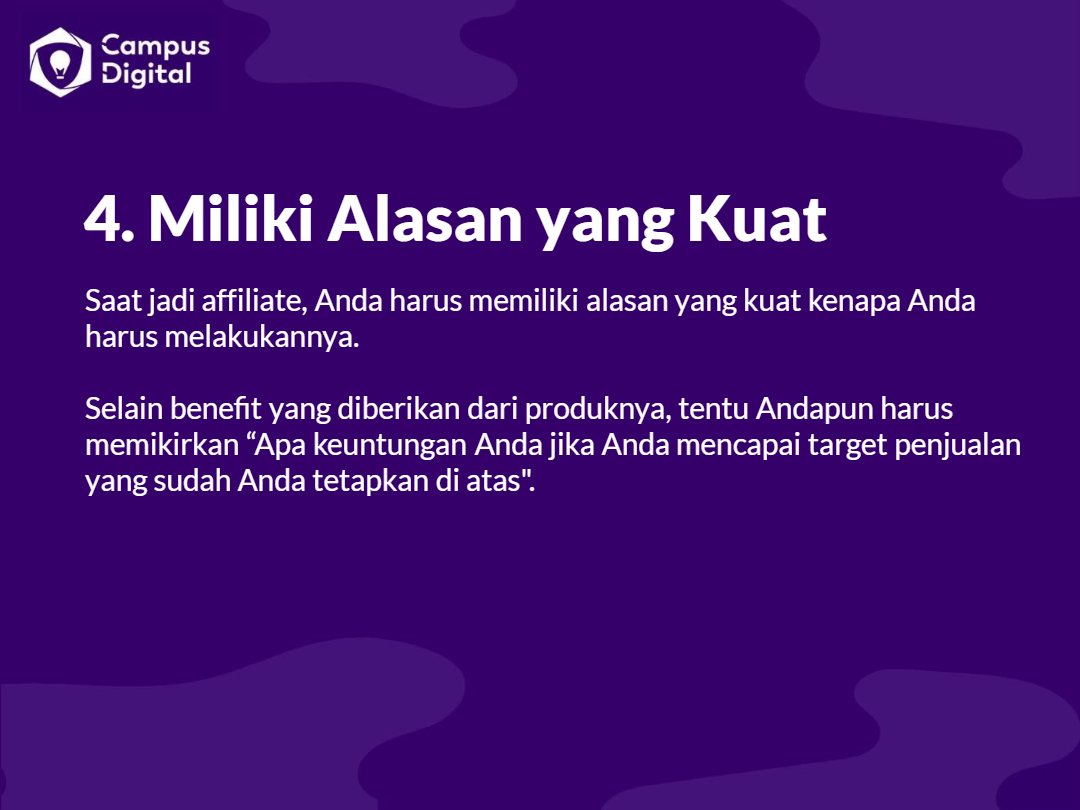 Campus
Digital
4. Miliki Alasan yang Kuat
Saat jadi affiliate, Anda harus memiliki alasan yang kuat kenapa Anda
harus melakukannya.
Selain benefit yang diberikan dari produknya, tentu Andapun harus
memikirkan “Apa keuntungan Anda jika Anda mencapai target penjualan
yang sudah Anda tetapkan di atas".